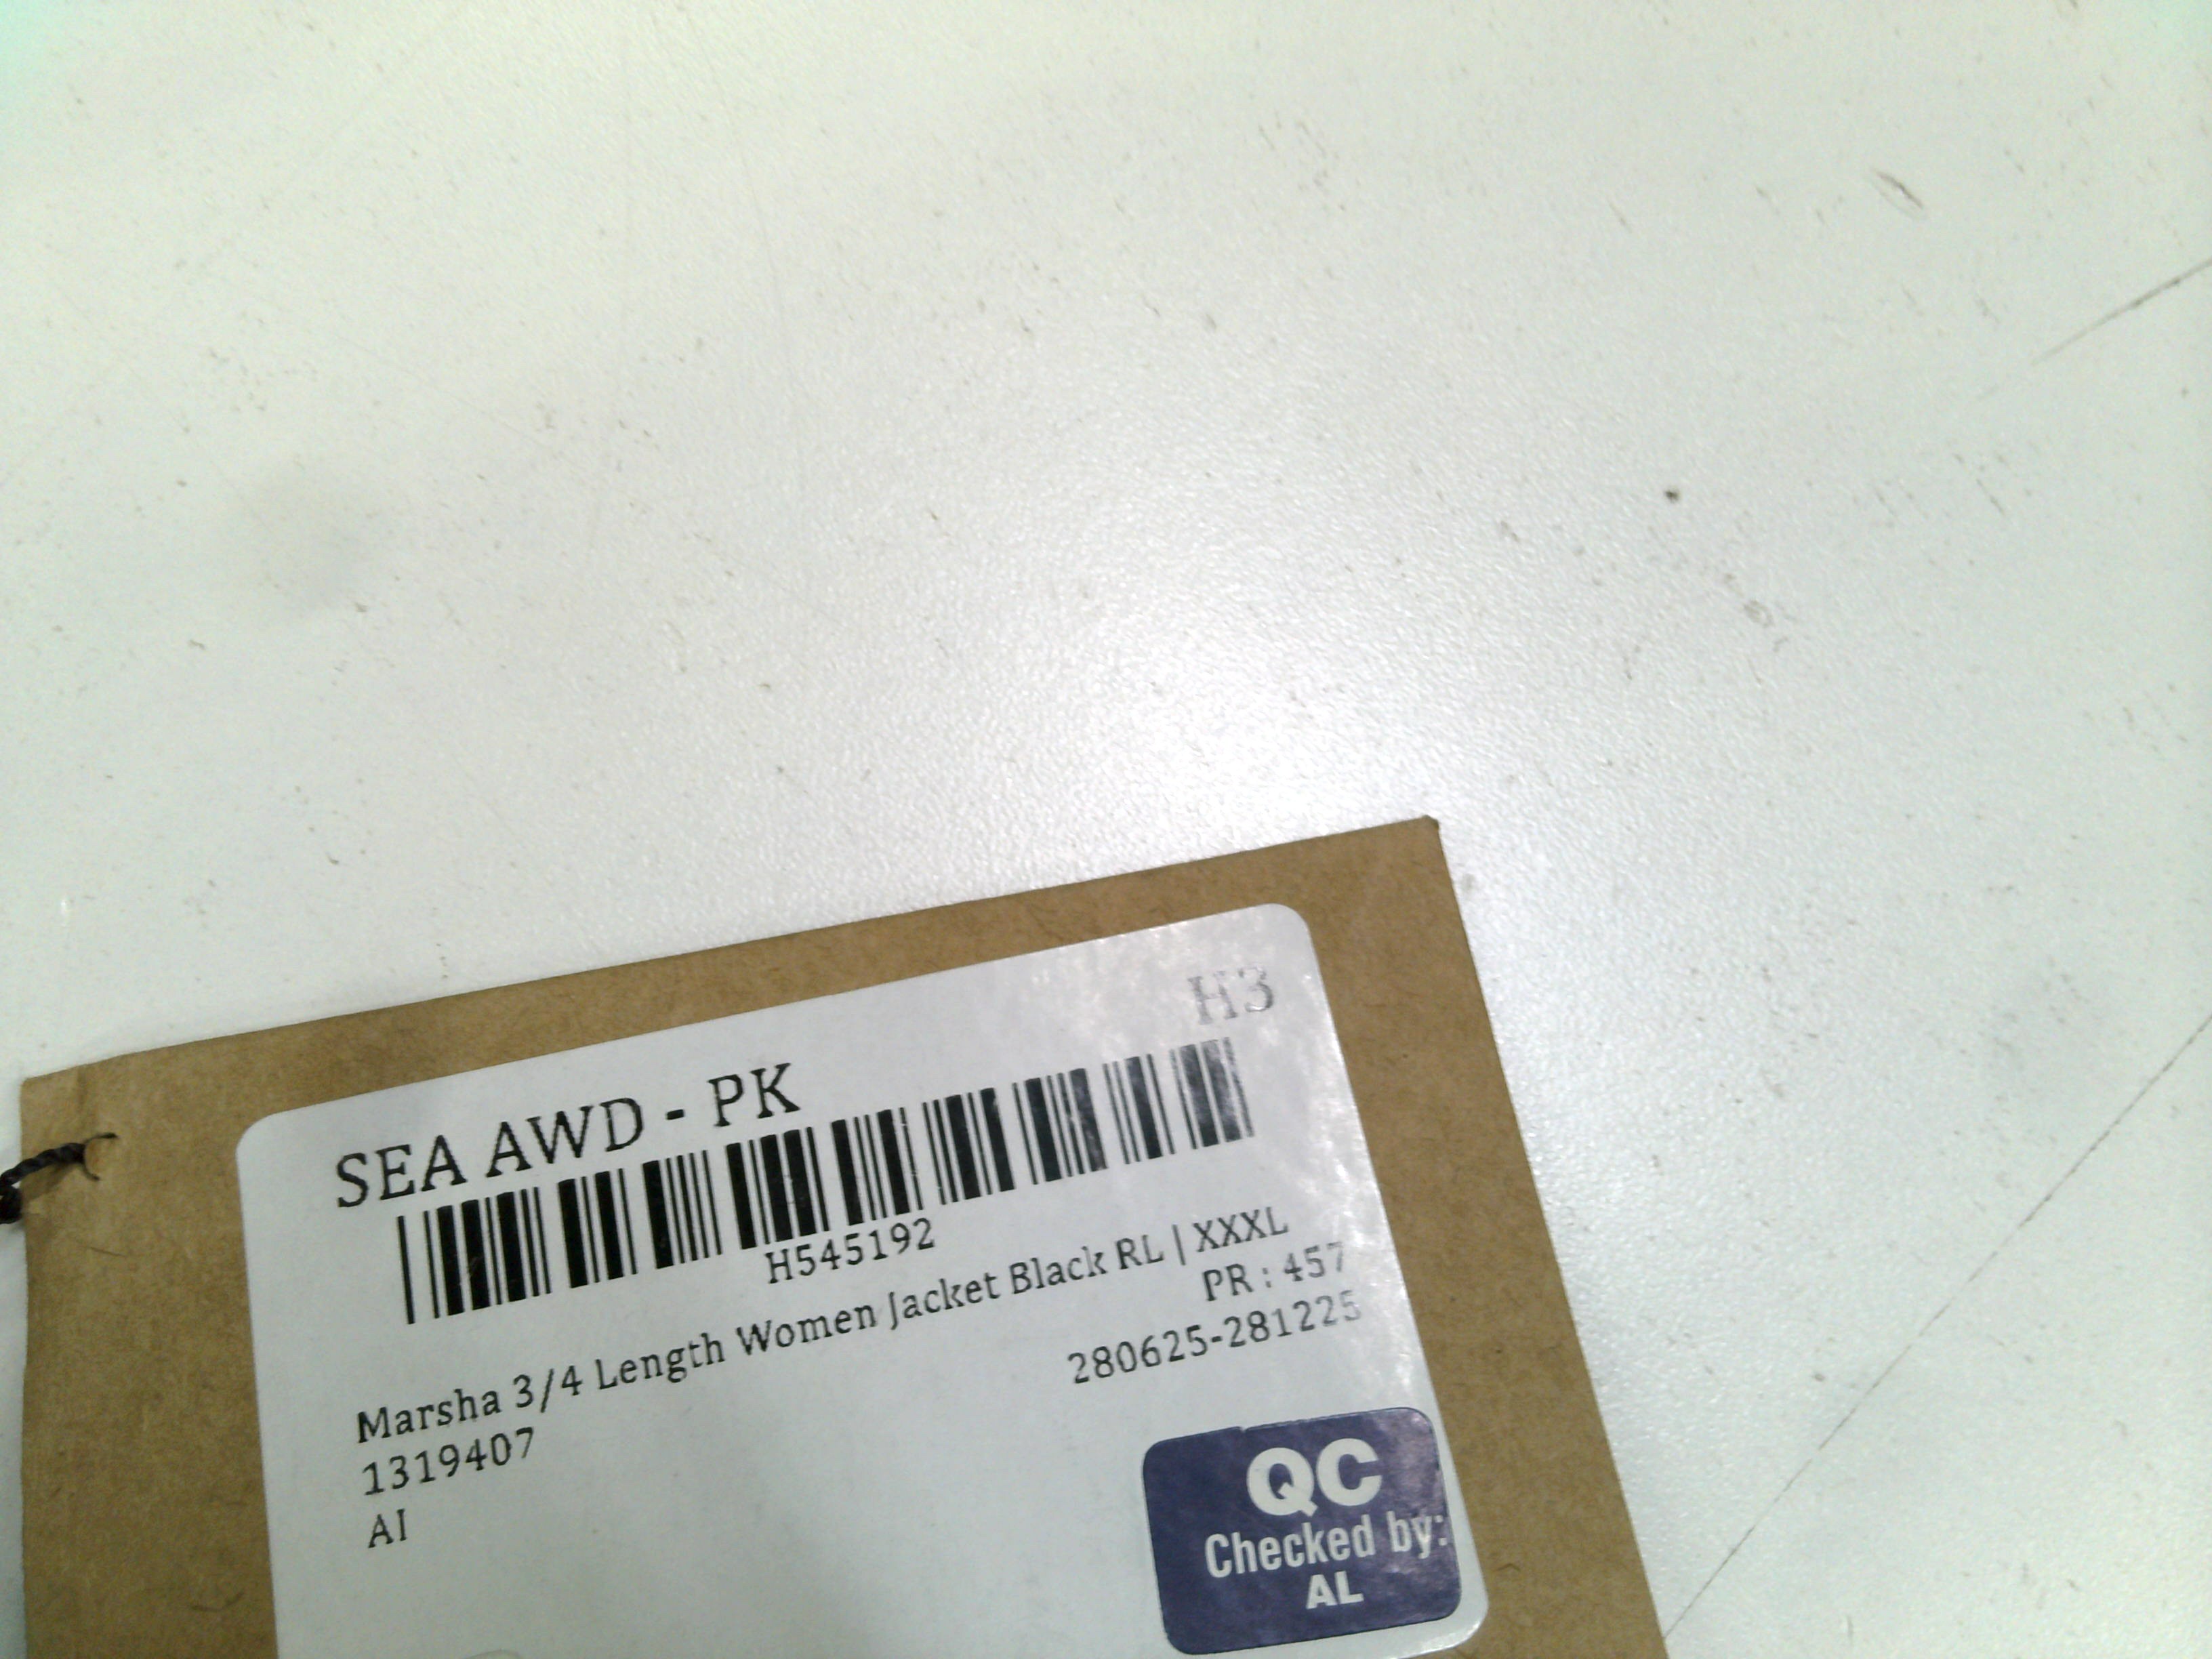 H3
SEA AWD - PK
H545192
Marsha 3/4 Length Women Jacket Black RL | XXXL
1319407
PR : 457
AI
280625-281225
QC
Checked by:
AL